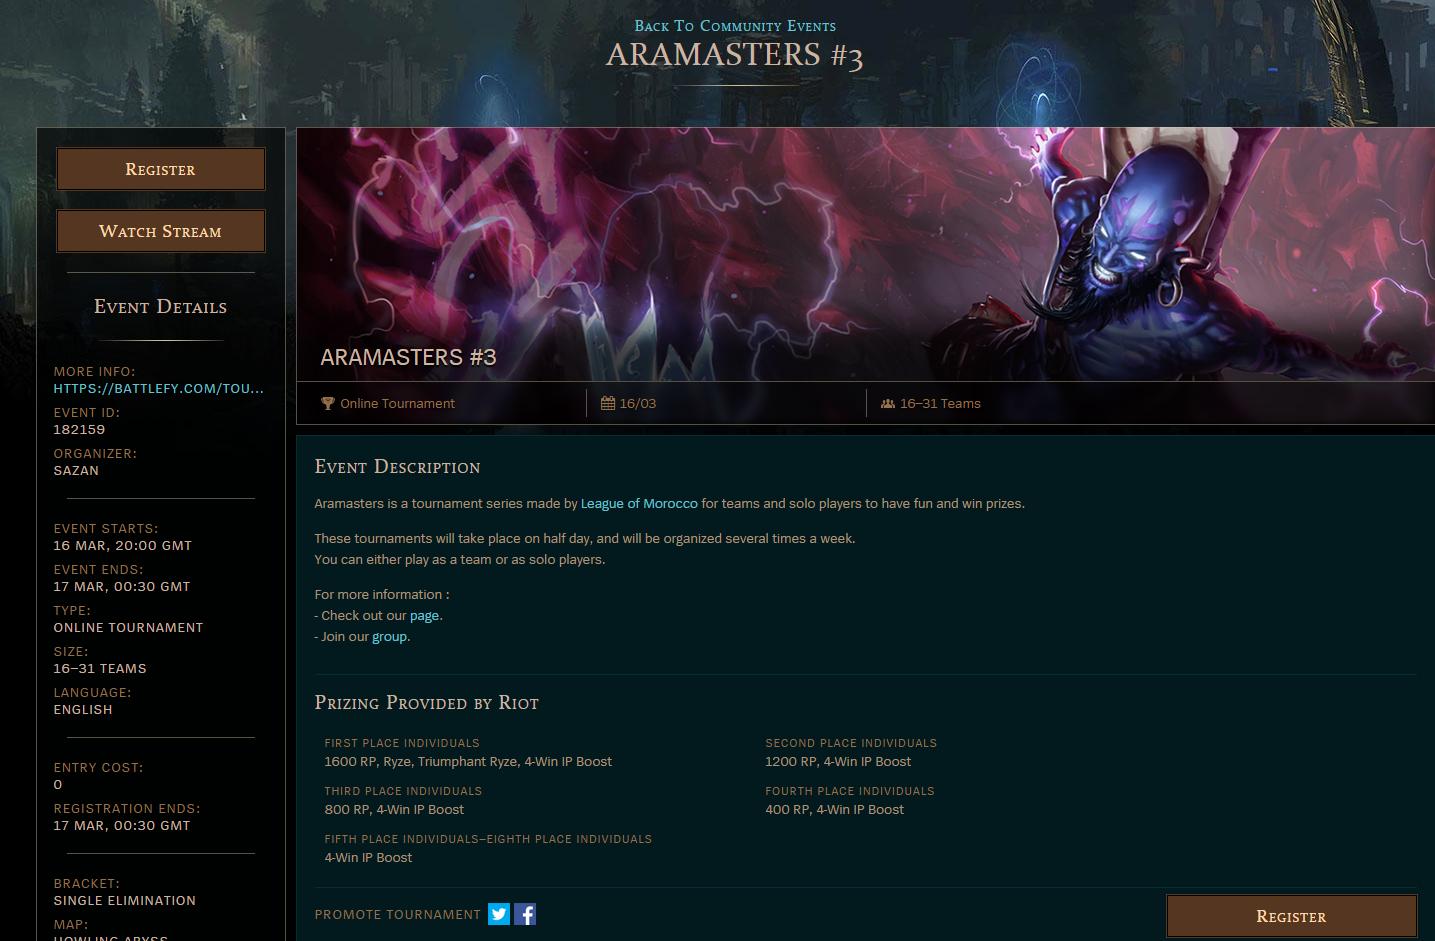 Back To Community Events
ARAMASTERS #3
Register
Watch Stream
Event Details
MORE INFO:
HTTPS://BATTLEFY.COM/TOU...
EVENT ID:
182159
ORGANIZER:
SAZAN
EVENT STARTS:
16 MAR, 20:00 GMT
EVENT ENDS:
17 MAR, 00:30 GMT
TYPE:
ONLINE TOURNAMENT
SIZE:
16–31 TEAMS
LANGUAGE:
ENGLISH
ENTRY COST:
0
REGISTRATION ENDS:
17 MAR, 00:30 GMT
BRACKET:
SINGLE ELIMINATION
MAP:
HOWLING ABYSS
ARAMASTERS #3
Online Tournament
16/03
16–31 Teams
Event Description
Aramasters is a tournament series made by League of Morocco for teams and solo players to have fun and win prizes.
These tournaments will take place on half day, and will be organized several times a week.
You can either play as a team or as solo players.
For more information :
- Check out our page.
- Join our group.
Prizing Provided by Riot
FIRST PLACE INDIVIDUALS
1600 RP, Ryze, Triumphant Ryze, 4-Win IP Boost
SECOND PLACE INDIVIDUALS
1200 RP, 4-Win IP Boost
THIRD PLACE INDIVIDUALS
800 RP, 4-Win IP Boost
FOURTH PLACE INDIVIDUALS
400 RP, 4-Win IP Boost
FIFTH PLACE INDIVIDUALS–EIGHTH PLACE INDIVIDUALS
4-Win IP Boost
PROMOTE TOURNAMENT
Register